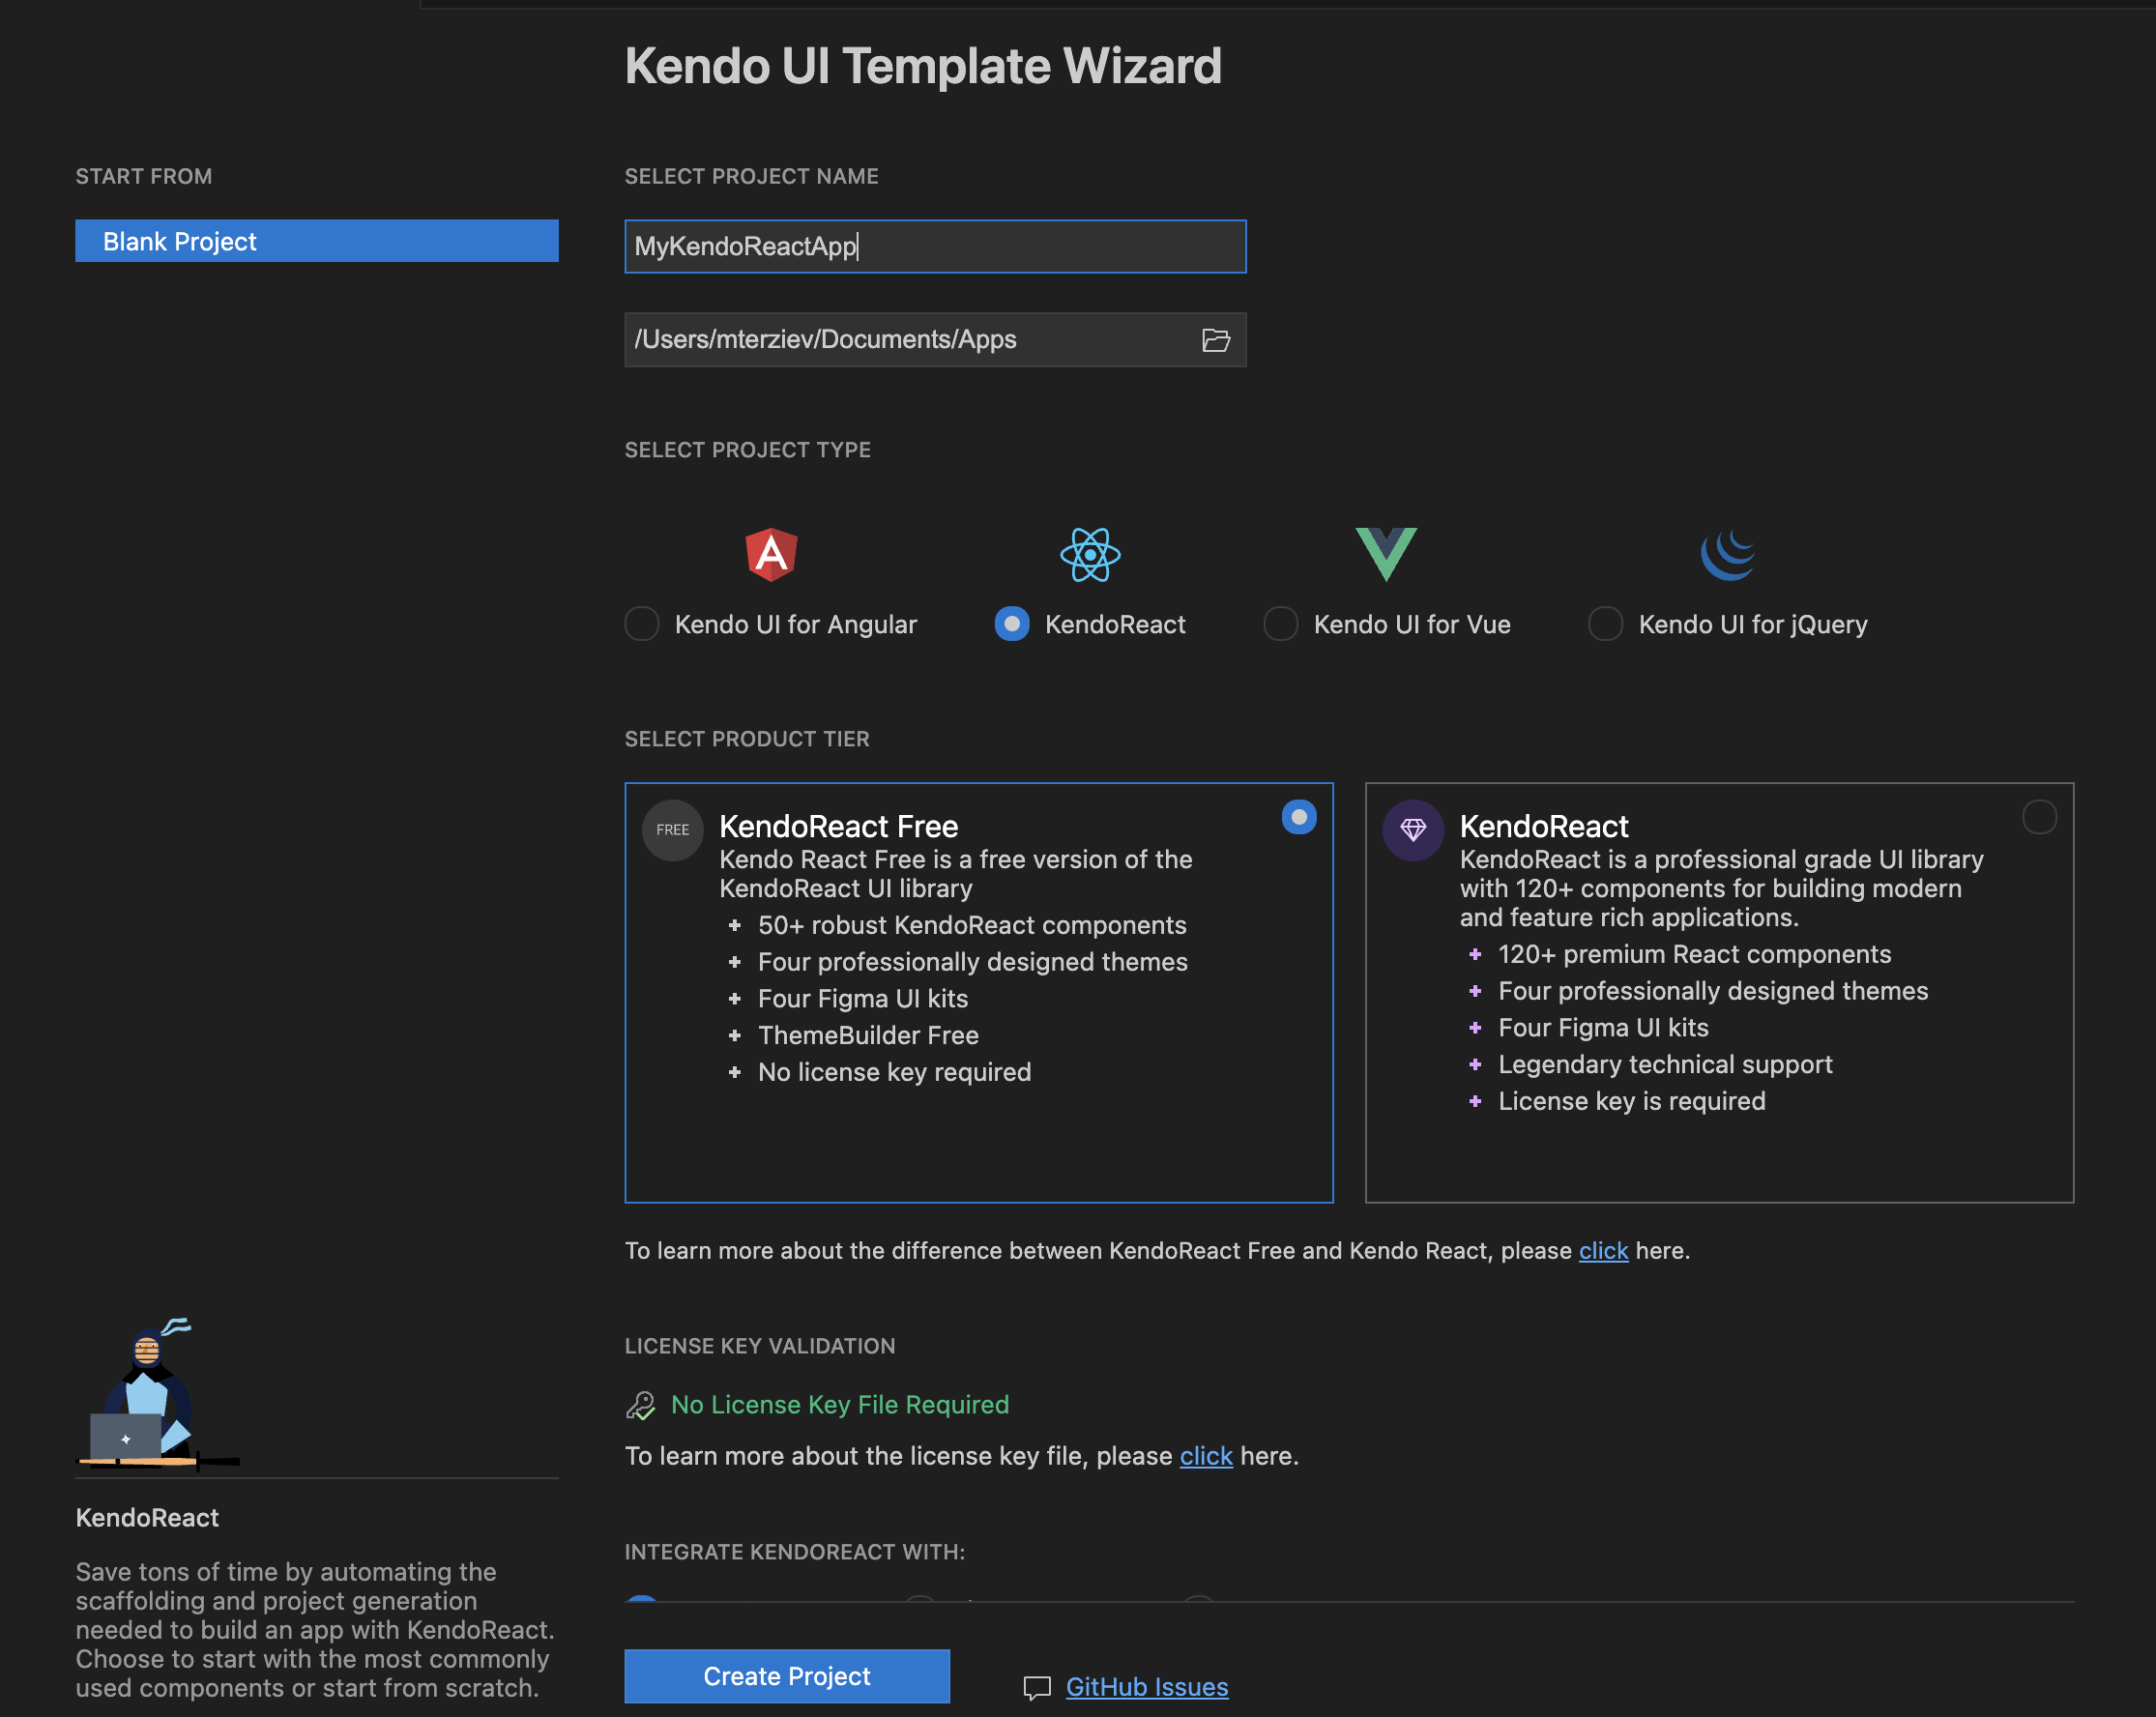 Kendo UI Template Wizard
START FROM
Blank Project
SELECT PROJECT NAME
MyKendoReactApp
/Users/mterziev/Documents/Apps
SELECT PROJECT TYPE
Kendo UI for Angular
KendoReact
Kendo UI for Vue
Kendo UI for jQuery
SELECT PRODUCT TIER
FREE
KendoReact Free
Kendo React Free is a free version of the
KendoReact UI library
50+ robust KendoReact components
Four professionally designed themes
Four Figma UI kits
ThemeBuilder Free
No license key required
KendoReact
KendoReact is a professional grade UI library
with 120+ components for building modern
and feature rich applications.
120+ premium React components
Four professionally designed themes
Four Figma UI kits
Legendary technical support
License key is required
To learn more about the difference between KendoReact Free and Kendo React, please click here.
LICENSE KEY VALIDATION
No License Key File Required
To learn more about the license key file, please click here.
INTEGRATE KENDOREACT WITH:
KendoReact
Save tons of time by automating the
scaffolding and project generation
needed to build an app with KendoReact.
Choose to start with the most commonly
used components or start from scratch.
Create Project
GitHub Issues